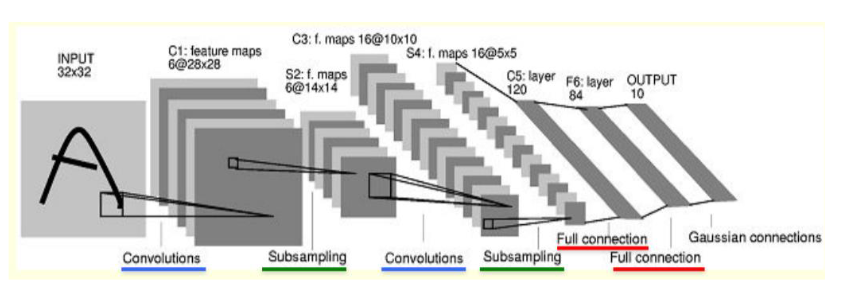 INPUT
32x32
C1: feature maps
6@28x28
S2: f. maps
6@14x14
C3: f. maps 16@10x10
S4: f. maps 16@5x5
C5: layer
120
F6: layer
84
OUTPUT
10
A
Convolutions
Subsampling
Convolutions
Subsampling
Full connection
Full connection
Gaussian connections